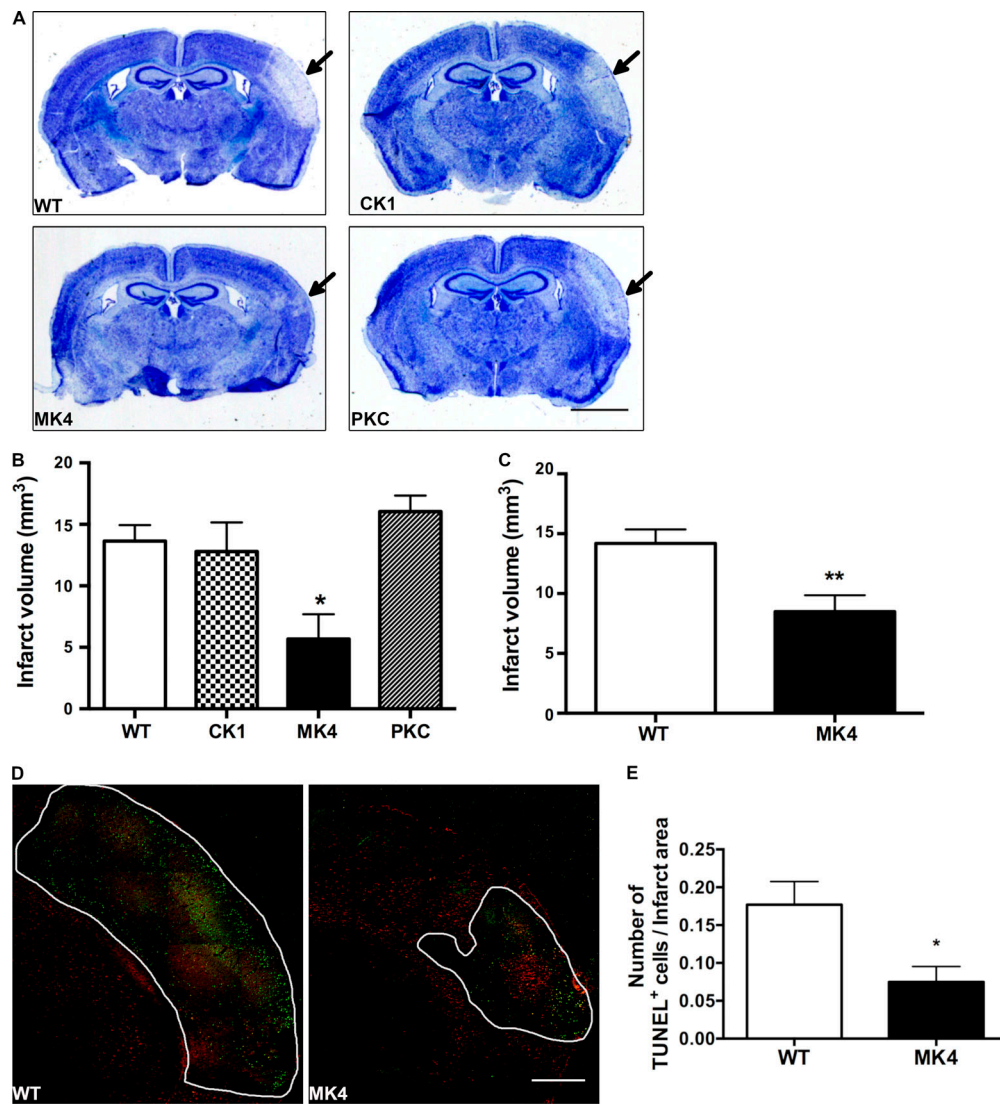 A
WT
CK1
MK4
PKC
B
Infarct volume (mm³)
20
15
10
5
0
WT
CK1
MK4
PKC
*
C
Infarct volume (mm³)
20
15
10
5
0
WT
MK4
**
D
WT
MK4
E
Number of
TUNEL⁺ cells / Infarct area
0.25
0.20
0.15
0.10
0.05
0.00
WT
MK4
*